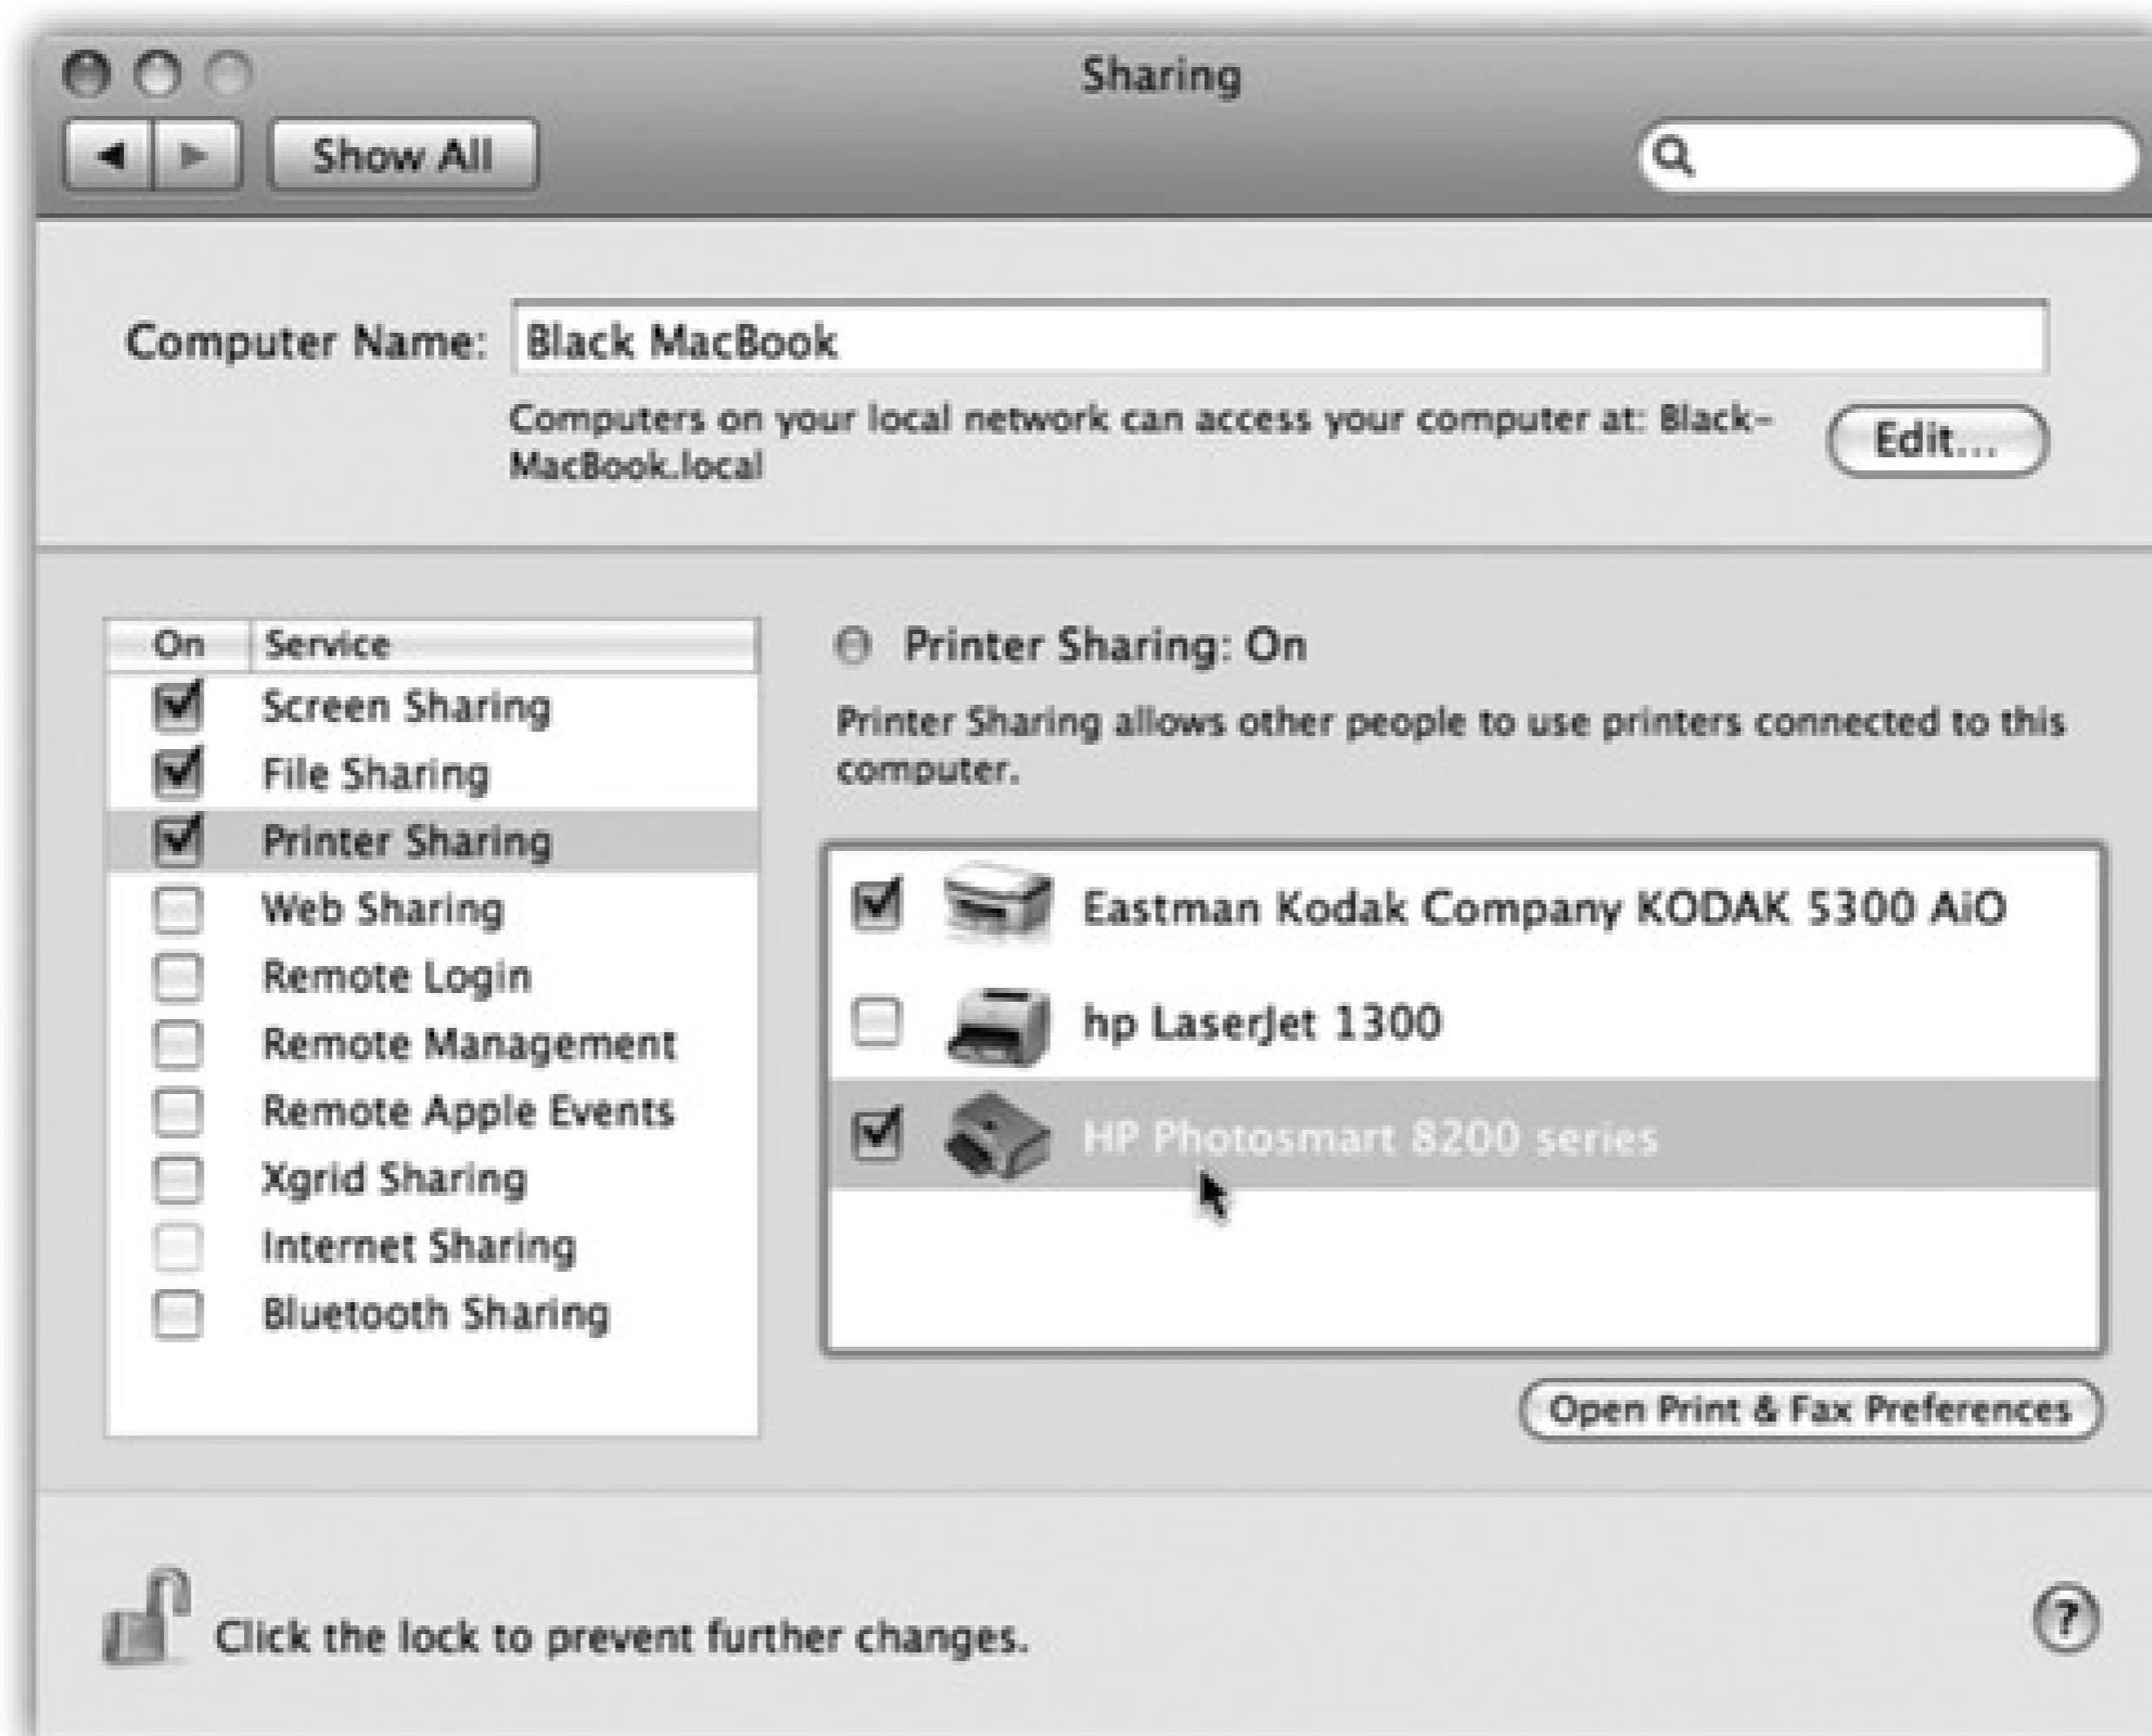 Sharing
Show All
Computer Name: Black MacBook
Computers on your local network can access your computer at: Black-
MacBook.local
Edit...
On Service
Screen Sharing
File Sharing
Printer Sharing
Web Sharing
Remote Login
Remote Management
Remote Apple Events
Xgrid Sharing
Internet Sharing
Bluetooth Sharing
Printer Sharing: On
Printer Sharing allows other people to use printers connected to this
computer.
Eastman Kodak Company KODAK 5300 AiO
hp LaserJet 1300
HP Photosmart 8200 series
Open Print & Fax Preferences
Click the lock to prevent further changes.
?